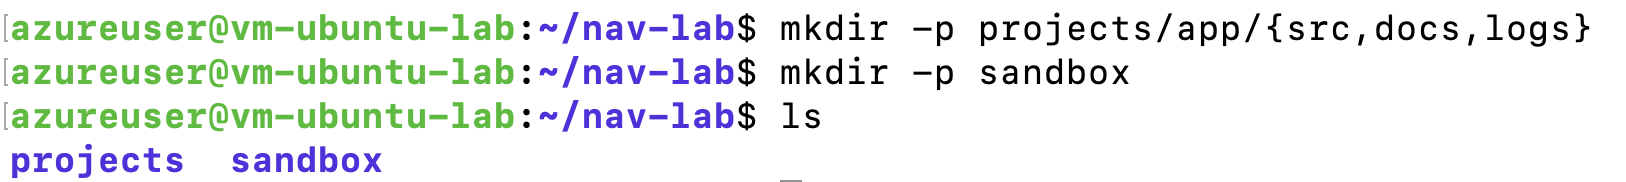 [azureuser@vm-ubuntu-lab:~/nav-lab$ mkdir -p projects/app/{src,docs,logs}
[azureuser@vm-ubuntu-lab:~/nav-lab$ mkdir -p sandbox
[azureuser@vm-ubuntu-lab:~/nav-lab$ ls
projects  sandbox